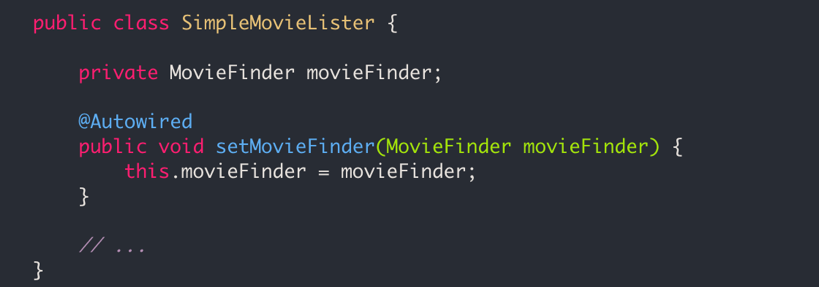 public class SimpleMovieLister {
private MovieFinder movieFinder;
@Autowired
public void setMovieFinder(MovieFinder movieFinder) {
this.movieFinder = movieFinder;
}
// ...
}